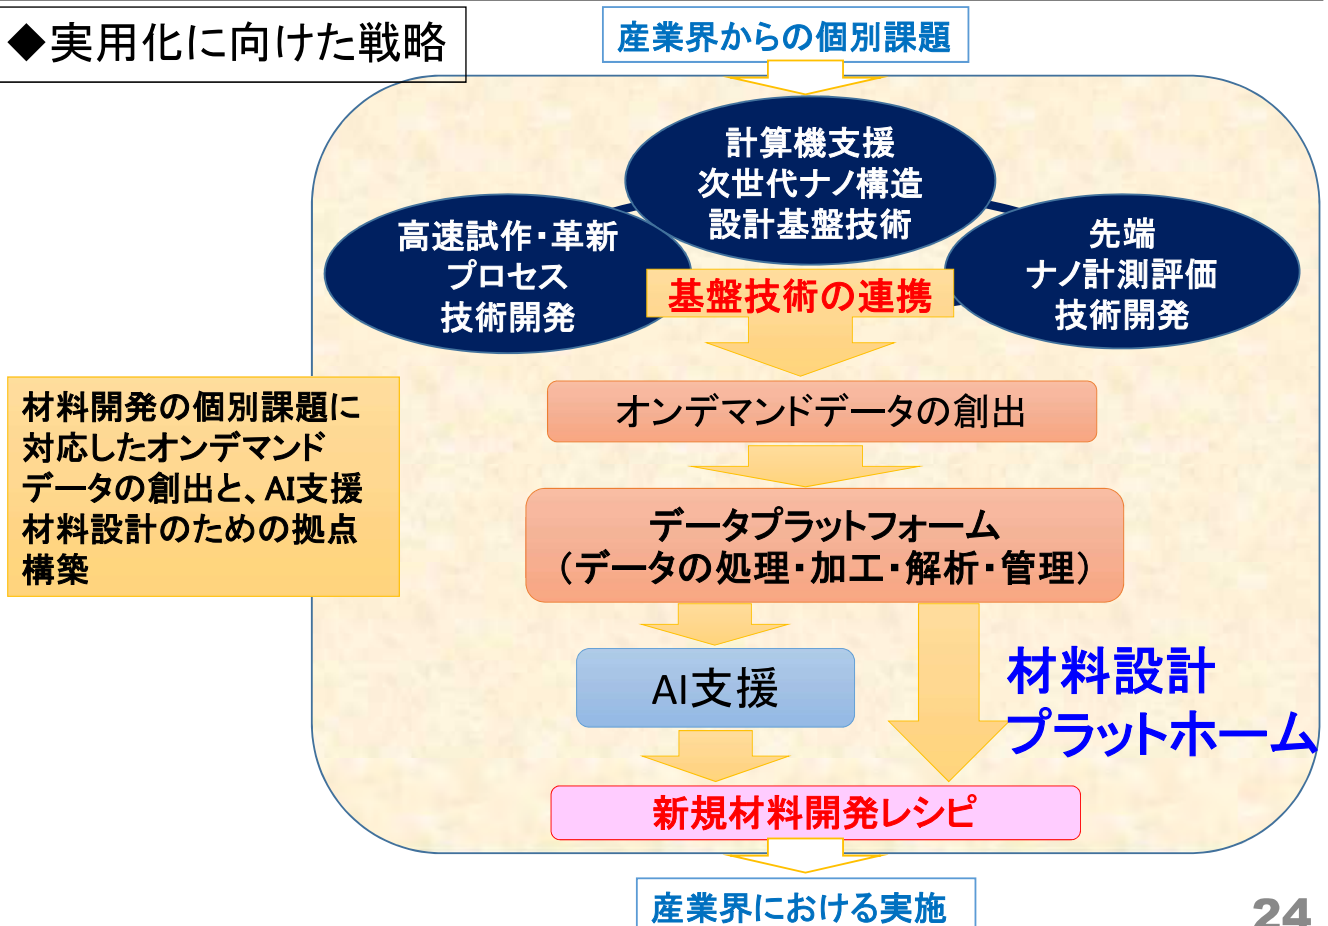 ◆実用化に向けた戦略
産業界からの個別課題
計算機支援
次世代ナノ構造
設計基盤技術
高速試作・革新
プロセス
技術開発
先端
ナノ計測評価
技術開発
基盤技術の連携
材料開発の個別課題に
対応したオンデマンド
データの創出と、AI支援
材料設計のための拠点
構築
オンデマンドデータの創出
データプラットフォーム
（データの処理・加工・解析・管理）
AI支援
材料設計
プラットホーム
新規材料開発レシピ
産業界における実施
24